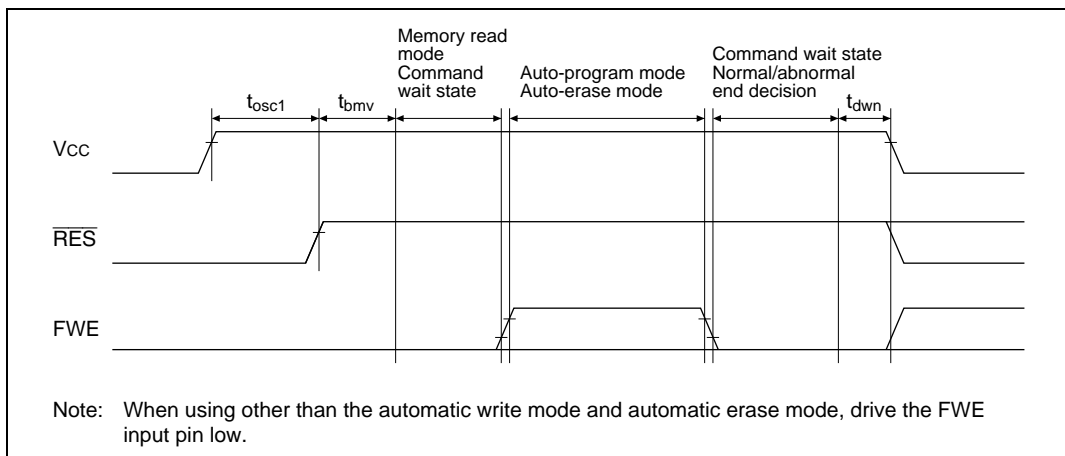 Memory read
mode
Command
wait state
Auto-program mode
Auto-erase mode
Command wait state
Normal/abnormal
end decision
tosc1
tbmv
tdwn
VCC
RES
FWE
Note: When using other than the automatic write mode and automatic erase mode, drive the FWE
input pin low.